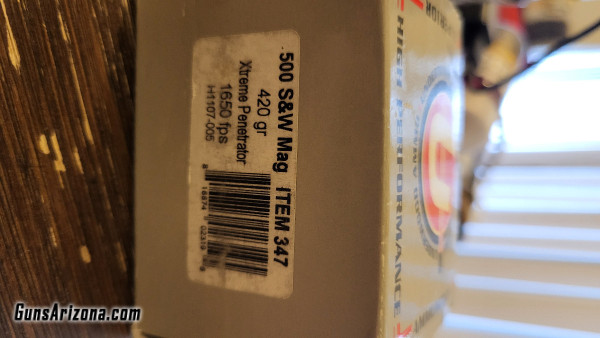 .500 S&W Mag ITEM 347
420 gr
Xtreme Penetrator
1650 fps
H1107-005
HIGH PERFORMANCE
GunsArizona.com